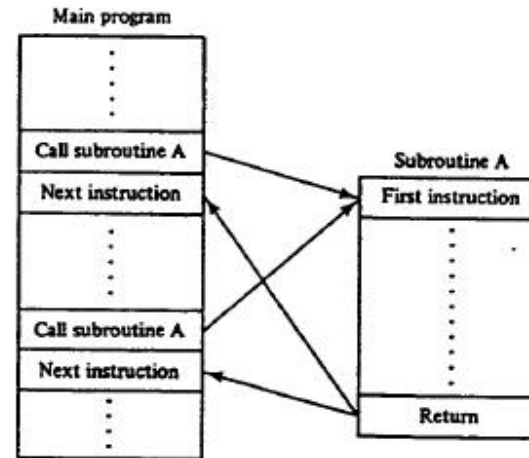 Main program
Call subroutine A
Next instruction
Call subroutine A
Next instruction
Subroutine A
First instruction
Return